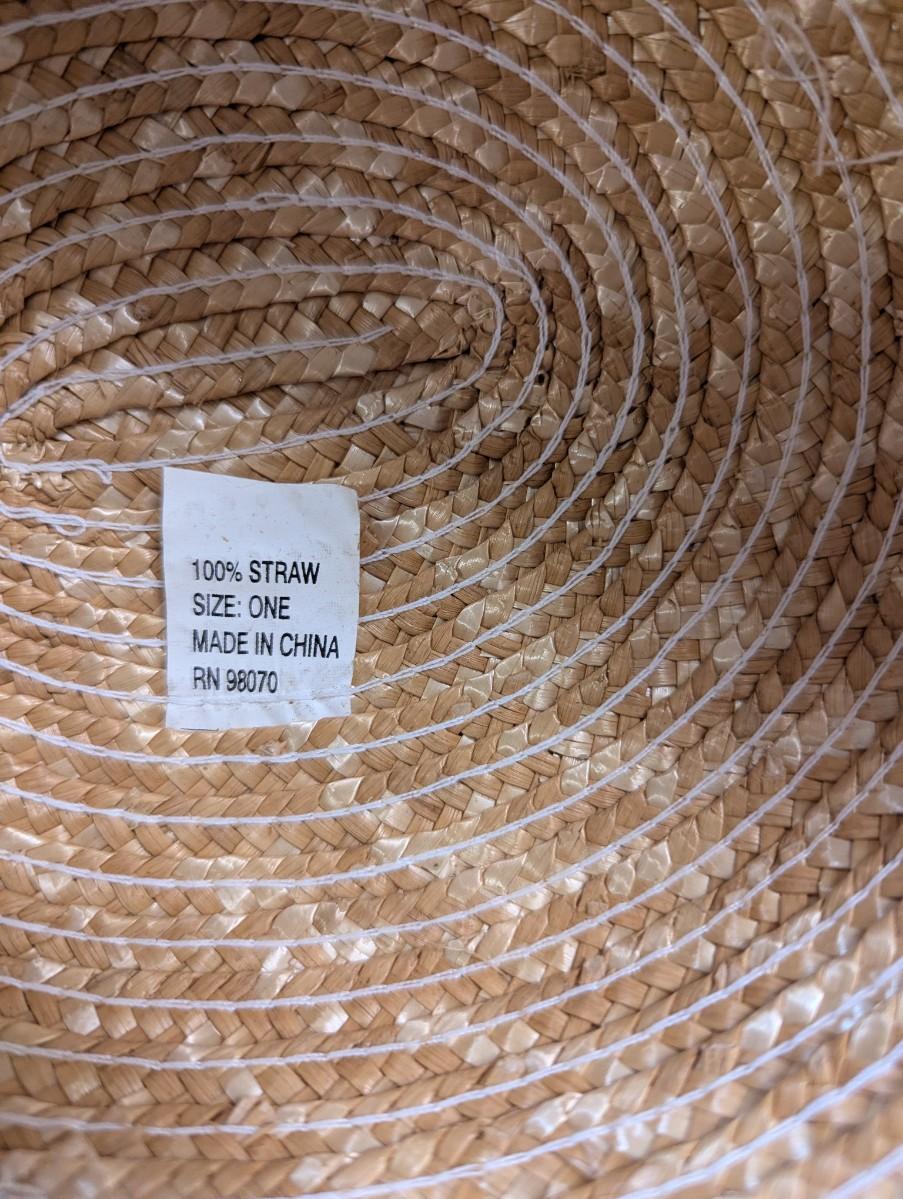 100% STRAW
SIZE: ONE
MADE IN CHINA
RN 98070